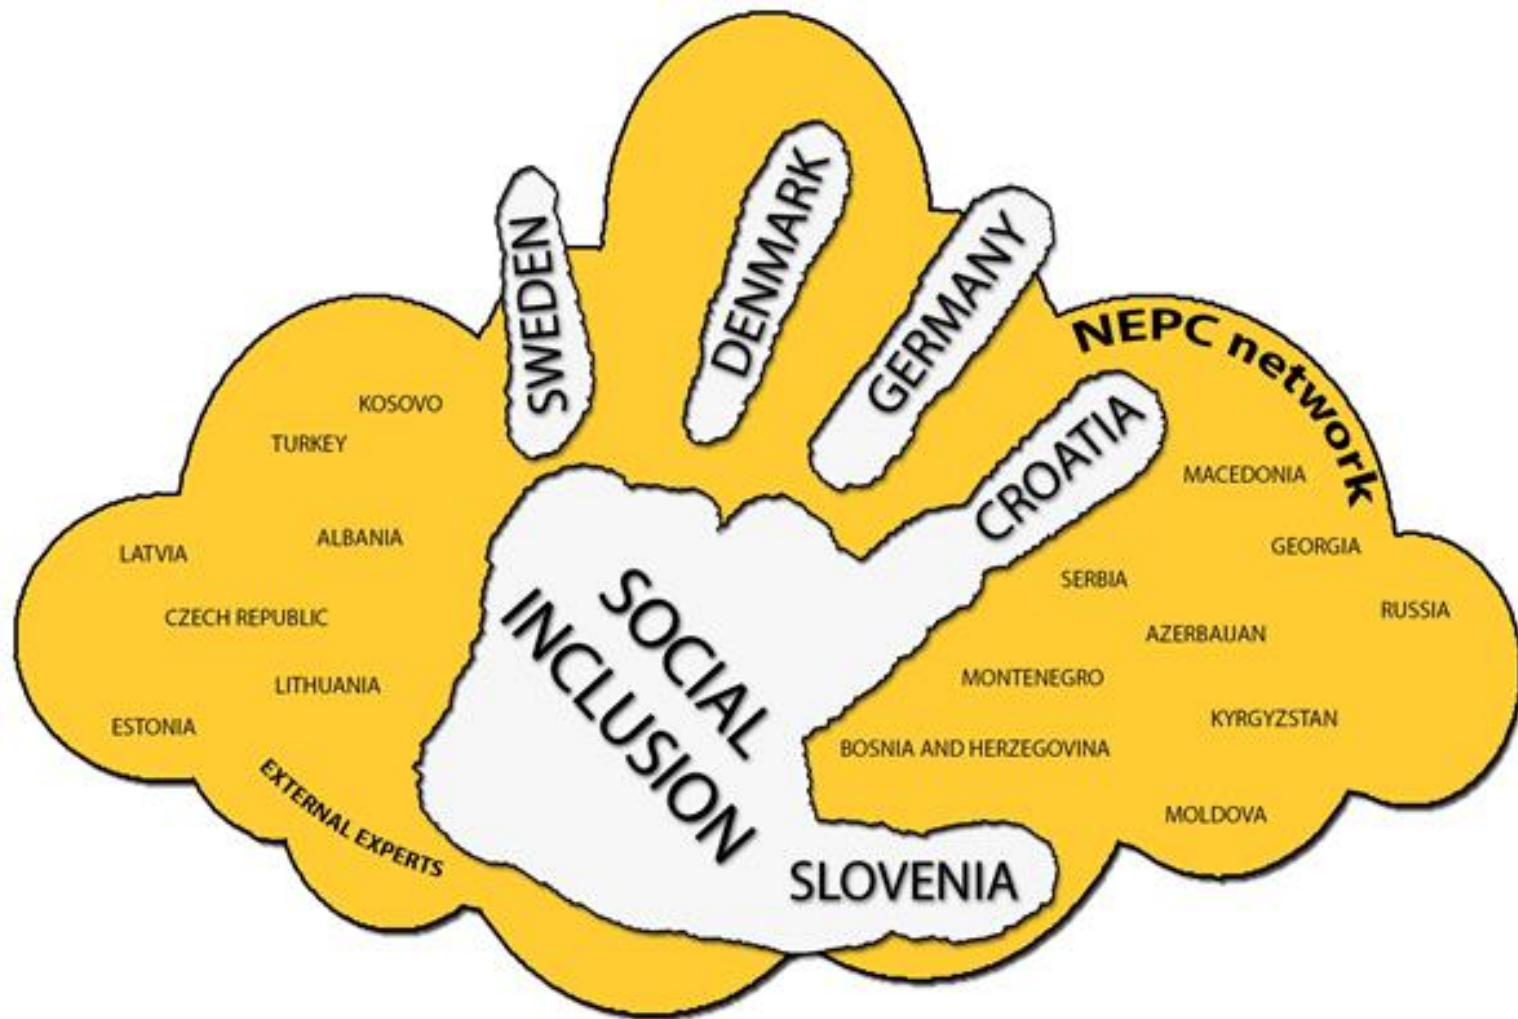 SWEDEN
DENMARK
GERMANY
CROATIA
NEPC network
KOSOVO
TURKEY
LATVIA
ALBANIA
CZECH REPUBLIC
LITHUANIA
ESTONIA
EXTERNAL EXPERTS
SOCIAL
INCLUSION
SLOVENIA
MACEDONIA
GEORGIA
SERBIA
RUSSIA
AZERBAIJAN
MONTENEGRO
KYRGYZSTAN
BOSNIA AND HERZEGOVINA
MOLDOVA